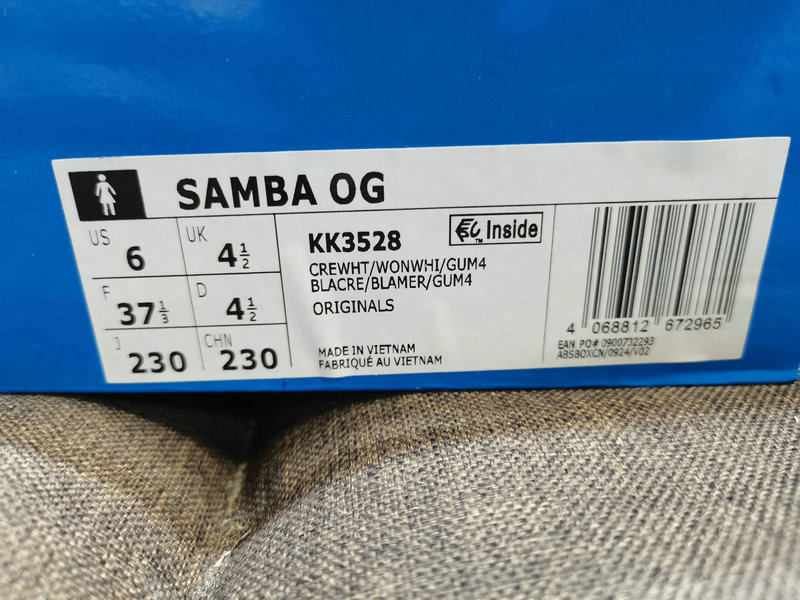 SAMBA OG
US 6 UK 4 1/2
F 37 1/3 D 4 1/2
J 230 CHN 230
KK3528
ESC™ Inside
CREWHT/WONWHI/GUM4
BLACRE/BLAMER/GUM4
ORIGINALS
MADE IN VIETNAM
FABRIQUÉ AU VIETNAM
4 068812 672965
EAN PO# 0900732293
ABSBOXCN/0924/V02